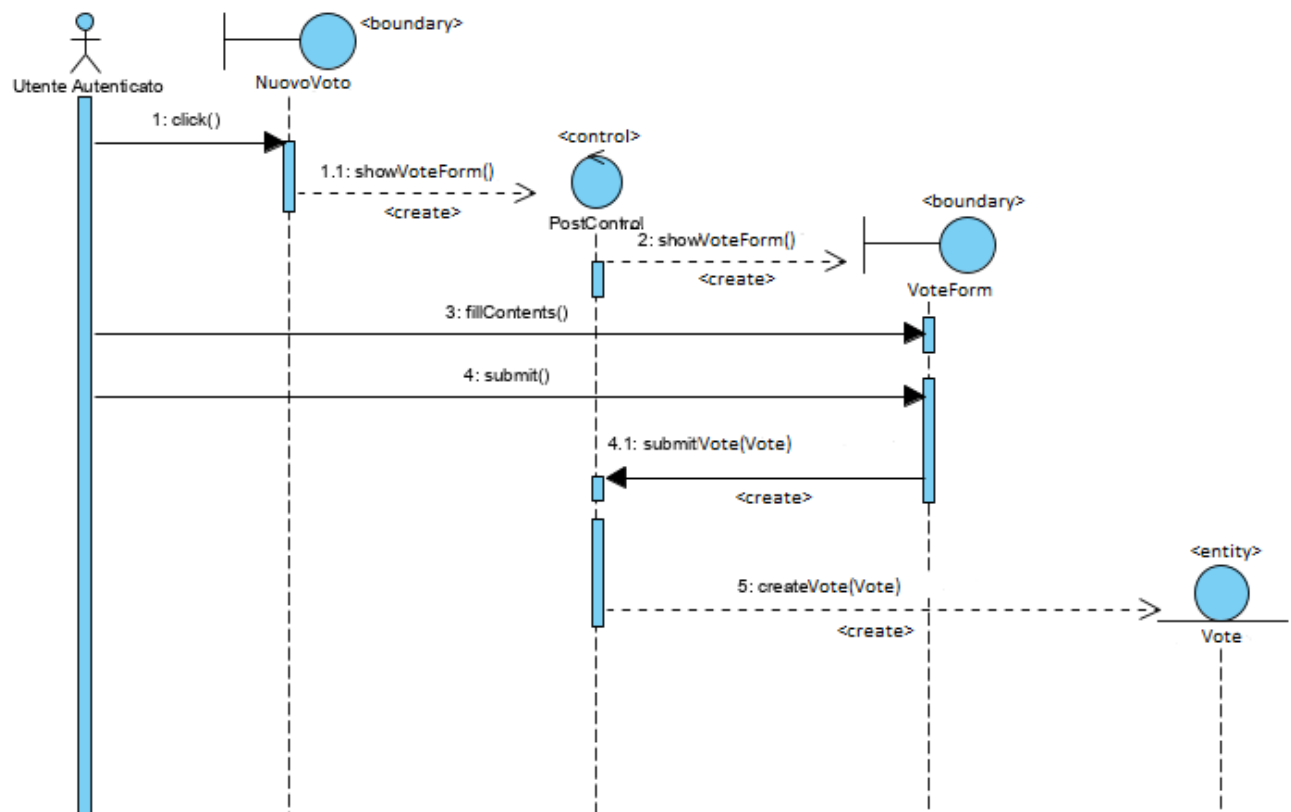 <boundary>
Utente Autenticato
NuovoVoto
1: click()
<control>
1.1: showVoteForm()
<create>
PostControl
<boundary>
2: showVoteForm()
<create>
VoteForm
3: fillContents()
4: submit()
4.1: submitVote(Vote)
<create>
<entity>
5: createVote(Vote)
<create>
Vote